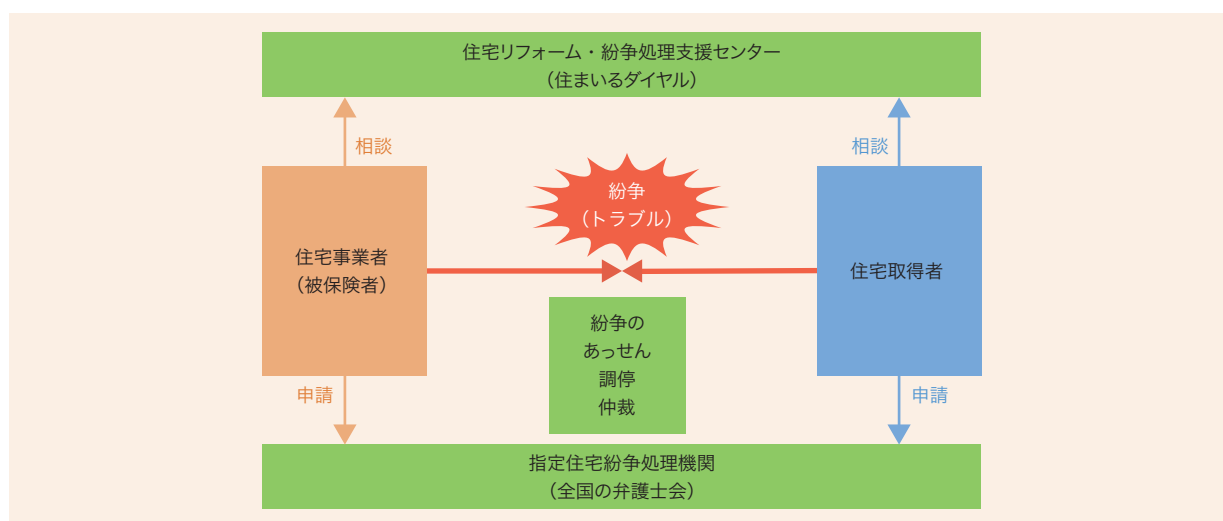 住宅リフォーム・紛争処理支援センター
（住まいるダイヤル）
相談
相談
紛争
（トラブル）
住宅事業者
（被保険者）
住宅取得者
紛争の
あっせん
調停
仲裁
申請
申請
指定住宅紛争処理機関
（全国の弁護士会）